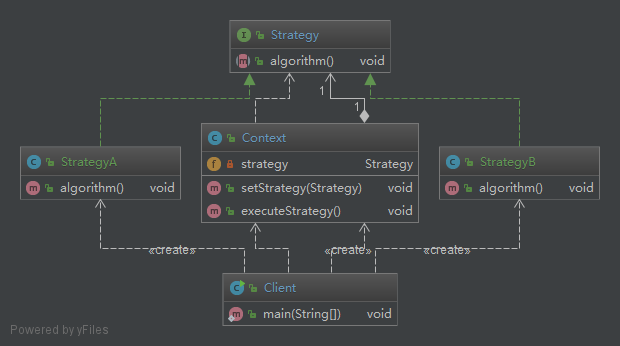 Strategy
algorithm() void
1
1
Context
strategy Strategy
setStrategy(Strategy) void
executeStrategy() void
StrategyA
algorithm() void
StrategyB
algorithm() void
«create»
«create»
«create»
Client
main(String[]) void
Powered by yFiles